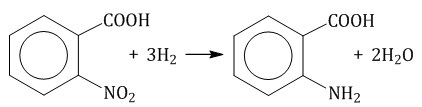 COOH COOH
+ 3H₂ + 2H₂O
NO₂ NH₂